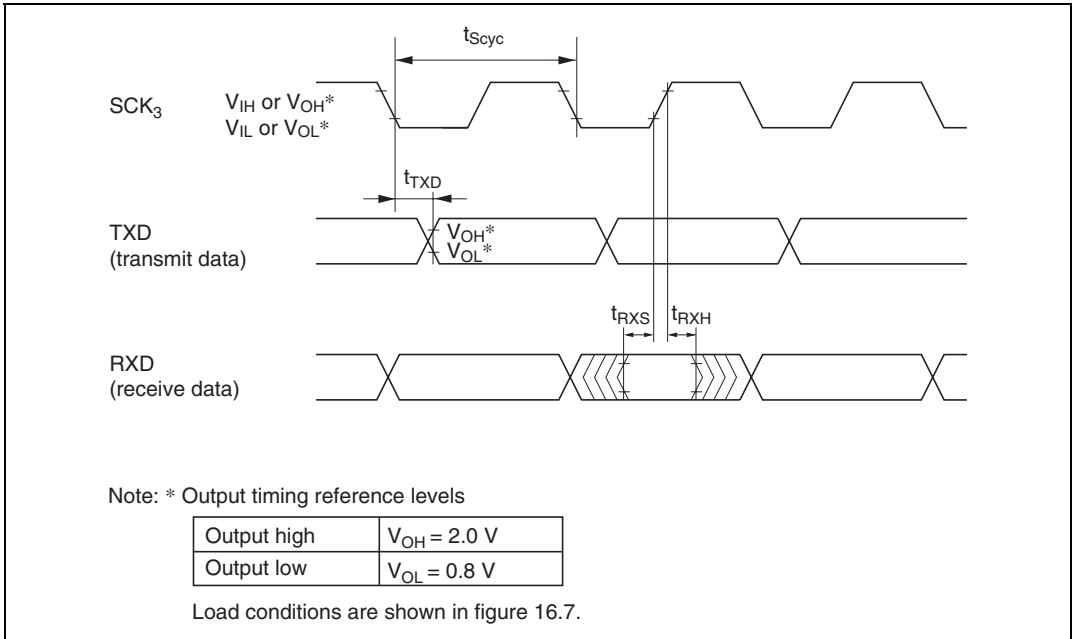 tScyc
SCK3
VIH or VOH*
VIL or VOL*
tTXD
TXD
(transmit data)
VOH*
VOL*
tRXS
tRXH
RXD
(receive data)
Note: * Output timing reference levels
Output high VOH = 2.0 V
Output low VOL = 0.8 V
Load conditions are shown in figure 16.7.